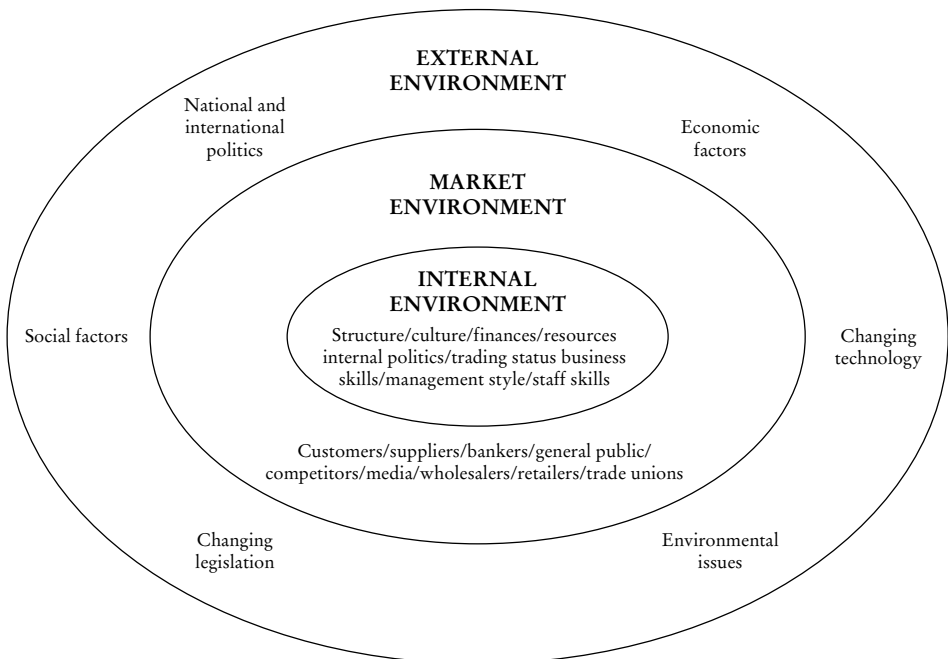 EXTERNAL
ENVIRONMENT
National and
international
politics
Economic
factors
MARKET
ENVIRONMENT
INTERNAL
ENVIRONMENT
Structure/culture/finances/resources
internal politics/trading status business
skills/management style/staff skills
Social factors
Changing
technology
Customers/suppliers/bankers/general public/
competitors/media/wholesalers/retailers/trade unions
Changing
legislation
Environmental
issues